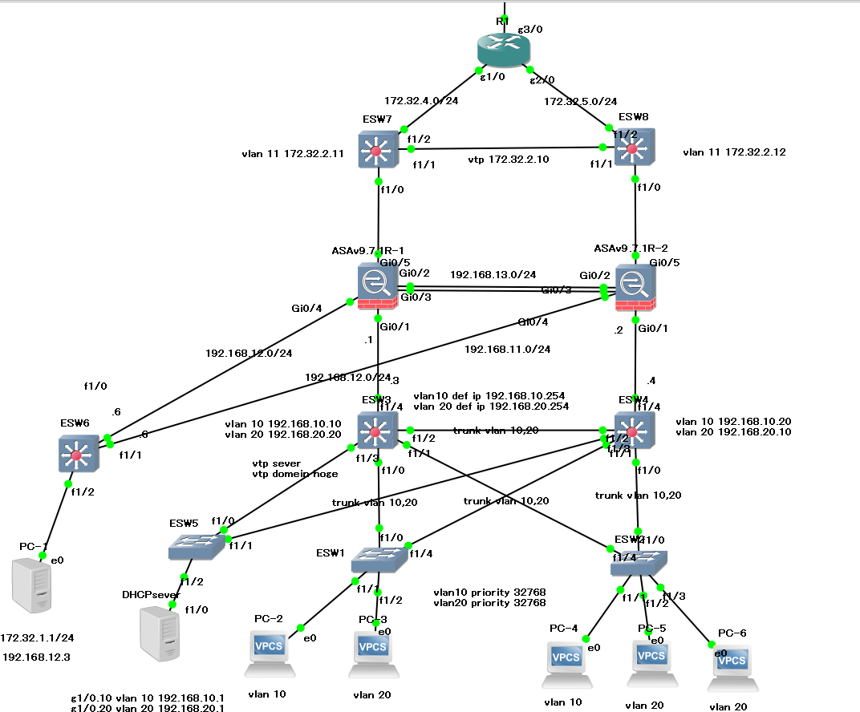 R1
g3/0
g1/0
g2/0
172.32.4.0/24
172.32.5.0/24
ESW7
ESW8
f1/2
f1/2
vlan 11 172.32.2.11
f1/1
vtp 172.32.2.10
f1/1
vlan 11 172.32.2.12
f1/0
f1/0
ASAv9.7.1R-1
ASAv9.7.1R-2
Gi0/5
Gi0/5
Gi0/2
192.168.13.0/24
Gi0/2
Gi0/3
Gi0/3
Gi0/4
Gi0/4
Gi0/1
.2
Gi0/1
.1
192.168.12.0/24
192.168.11.0/24
192.168.12.0/24
.3
.4
f1/0
.6
ESW3
f1/4
vlan10 def ip 192.168.10.254
vlan 20 def ip 192.168.20.254
ESW4
f1/4
ESW6
.6
f1/1
vlan 10 192.168.10.10
vlan 20 192.168.20.20
f1/2
trunk vlan 10,20
f1/2
vlan 10 192.168.10.20
vlan 20 192.168.20.10
f1/1
f1/3
f1/1
f1/3
f1/0
f1/0
vtp sever
vtp domein hoge
f1/2
trunk vlan 10,20
trunk vlan 10,20
trunk vlan 10,20
ESW5
f1/0
f1/1
f1/0
ESW1
f1/4
ESW2
f1/0
f1/4
PC-1
e0
f1/2
DHCPsever
f1/0
f1/1
f1/2
vlan10 priority 32768
vlan20 priority 32768
f1/1
f1/2
f1/3
PC-2
e0
PC-3
e0
PC-4
e0
PC-5
e0
PC-6
e0
172.32.1.1/24
192.168.12.3
VPCS
VPCS
VPCS
VPCS
VPCS
vlan 10
vlan 20
vlan 10
vlan 20
vlan 20
g1/0.10 vlan 10 192.168.10.1
g1/0.20 vlan 20 192.168.20.1